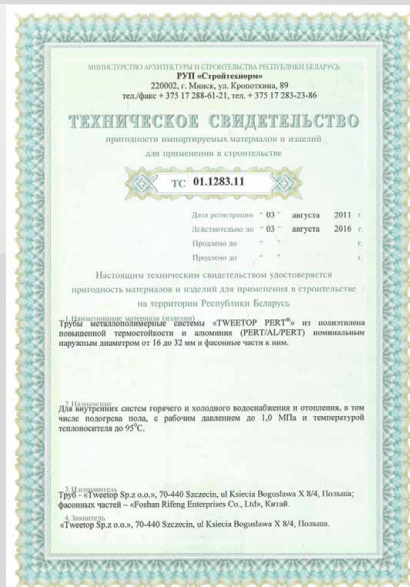 МИНИСТЕРСТВО АРХИТЕКТУРЫ И СТРОИТЕЛЬСТВА РЕСПУБЛИКИ БЕЛАРУСЬ
РУП «Стройтехнорм»
220002, г. Минск, ул. Кропоткина, 89
тел./факс + 375 17 288-61-21, тел. + 375 17 283-23-86
ТЕХНИЧЕСКОЕ СВИДЕТЕЛЬСТВО
пригодности импортируемых материалов и изделий
для применения в строительстве
ТС 01.1283.11
Дата регистрации " 03 " августа 2011 г.
Действительно до " 03 " августа 2016 г.
Продлено до " " г.
Продлено до " " г.
Настоящим техническим свидетельством удостоверяется
пригодность материалов и изделий для применения в строительстве
на территории Республики Беларусь
1.Наименование материала (изделия)
Трубы металлополимерные системы «TWEETOP PERT®» из полиэтилена
повышенной термостойкости и алюминия (PERT/AL/PERT) номинальным
наружным диаметром от 16 до 32 мм и фасонные части к ним.
2.Назначение
Для внутренних систем горячего и холодного водоснабжения и отопления, в том
числе подогрева пола, с рабочим давлением до 1,0 МПа и температурой
теплоносителя до 95⁰С.
3.Изготовитель
Труб - «Tweetop Sp.z o.o.», 70-440 Szczecin, ul Ksiecia Boguslawa X 8/4, Польша;
фасонных частей – «Foshan Rifeng Enterprises Co., Ltd», Китай.
4. Заявитель
«Tweetop Sp.z o.o.», 70-440 Szczecin, ul Ksiecia Boguslawa X 8/4, Польша.